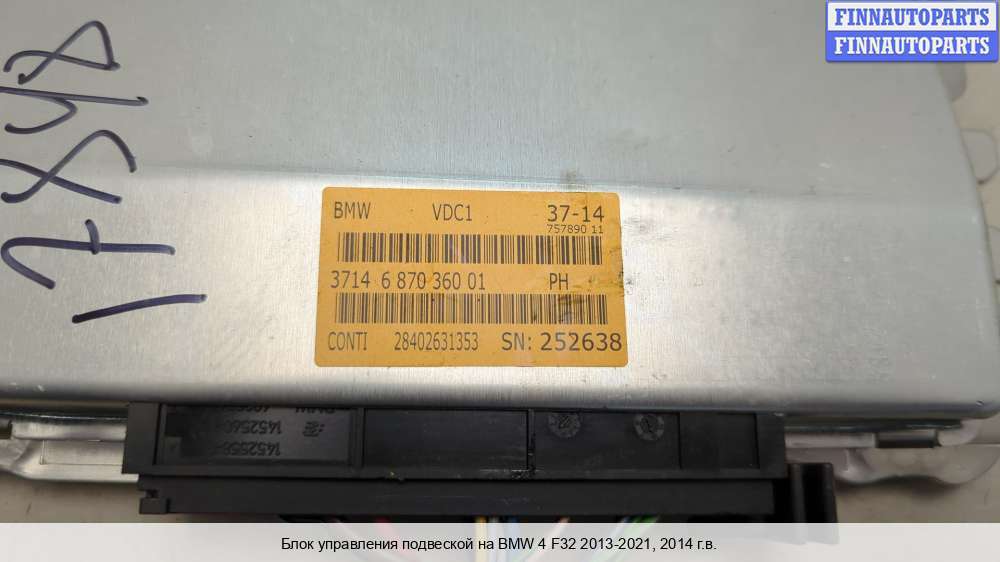 FINNAUTOPARTS
FINNAUTOPARTS
BMW VDC1 37-14
757890 11
3714 6 870 360 01 PH
CONTI 28402631353 SN: 252638
Блок управления подвеской на BMW 4 F32 2013-2021, 2014 г.в.